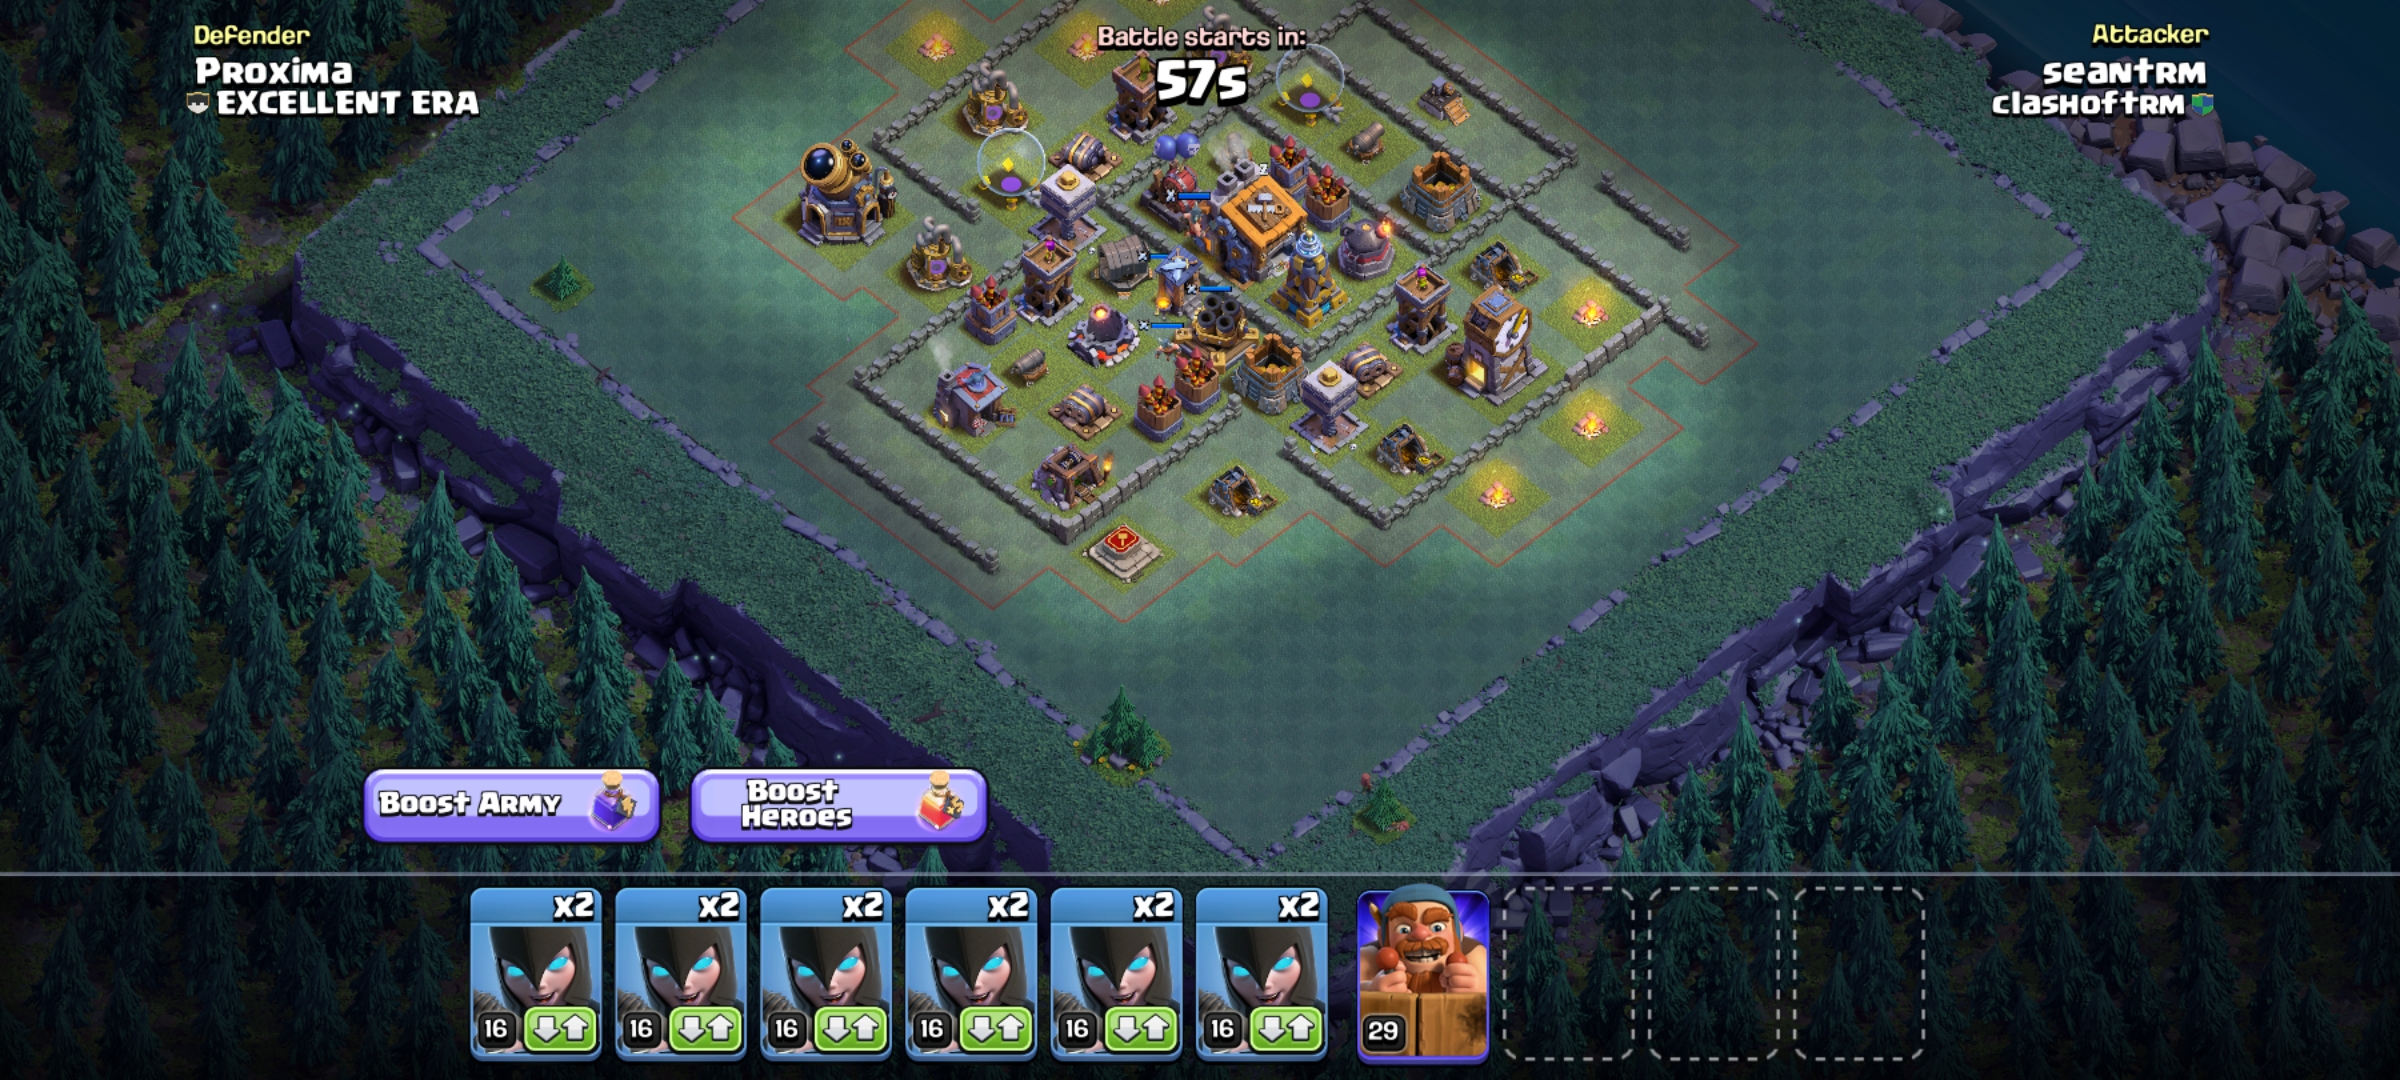 Defender
Proxima
EXCELLENT ERA
Battle starts in:
57s
Attacker
seantrm
clashoftrm
Boost Army
Boost
Heroes
x2
x2
x2
x2
x2
x2
16
16
16
16
16
16
29